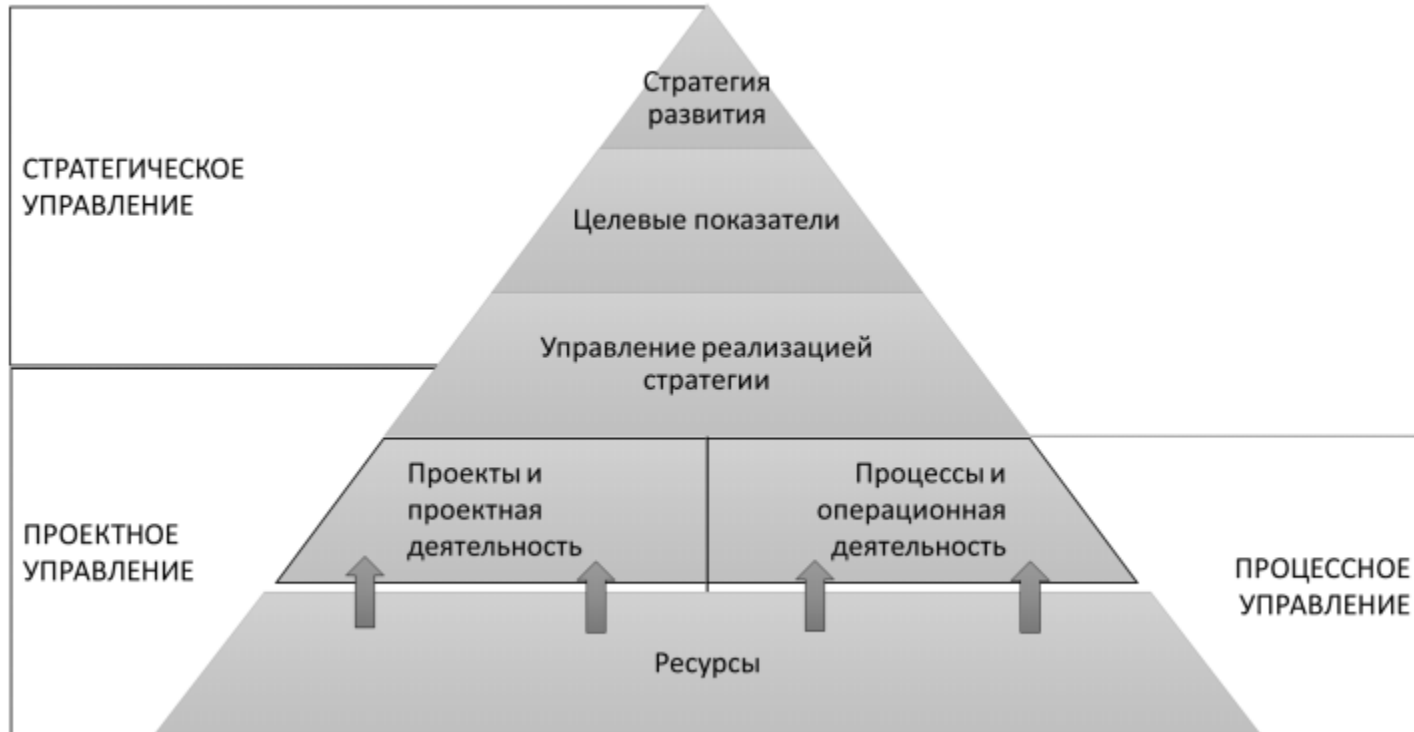 Стратегия
развития
СТРАТЕГИЧЕСКОЕ
УПРАВЛЕНИЕ
Целевые показатели
Управление реализацией
стратегии
Проекты и
проектная
деятельность
Процессы и
операционная
деятельность
ПРОЕКТНОЕ
УПРАВЛЕНИЕ
ПРОЦЕССНОЕ
УПРАВЛЕНИЕ
Ресурсы